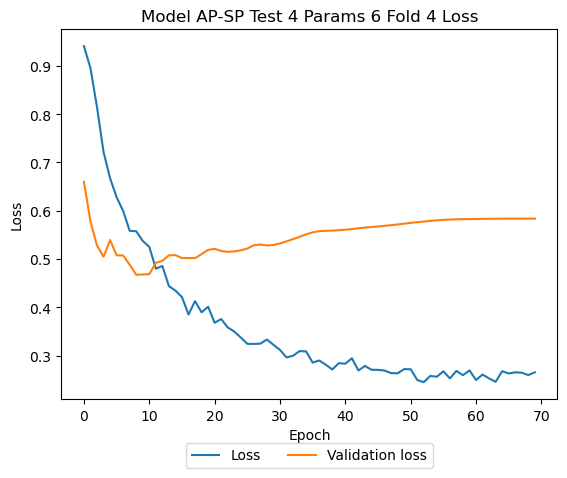 Model AP-SP Test 4 Params 6 Fold 4 Loss
Loss
0.9
0.8
0.7
0.6
0.5
0.4
0.3
0 10 20 30 40 50 60 70
Epoch
Loss Validation loss